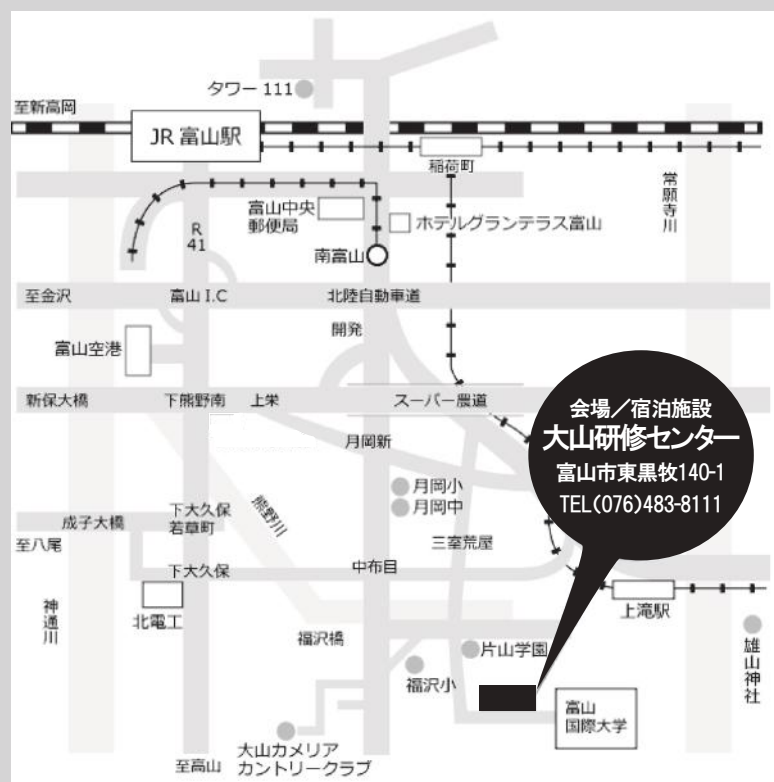 タワー 111
至新高岡
JR 富山駅
稲荷町
常願寺川
富山中央
郵便局
ホテルグランテラス富山
R
41
南富山
至金沢
富山 I.C
北陸自動車道
開発
富山空港
新保大橋
下熊野南
上栄
スーパー農道
会場／宿泊施設
大山研修センター
富山市東黒牧140-1
TEL(076)483-8111
月岡新
月岡小
月岡中
熊野川
下大久保
若草町
成子大橋
三室荒屋
至八尾
下大久保
中布目
神通川
北電工
上滝駅
福沢橋
片山学園
雄山神社
福沢小
富山
国際大学
大山カメリア
カントリークラブ
至高山